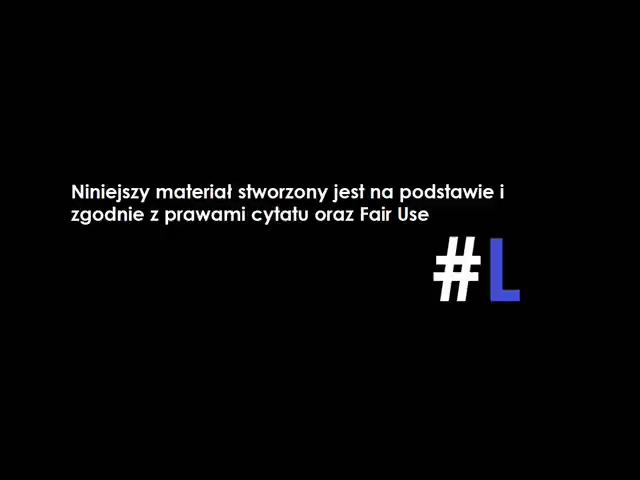 Niniejszy materiał stworzony jest na podstawie i
zgodnie z prawami cytatu oraz Fair Use
#L